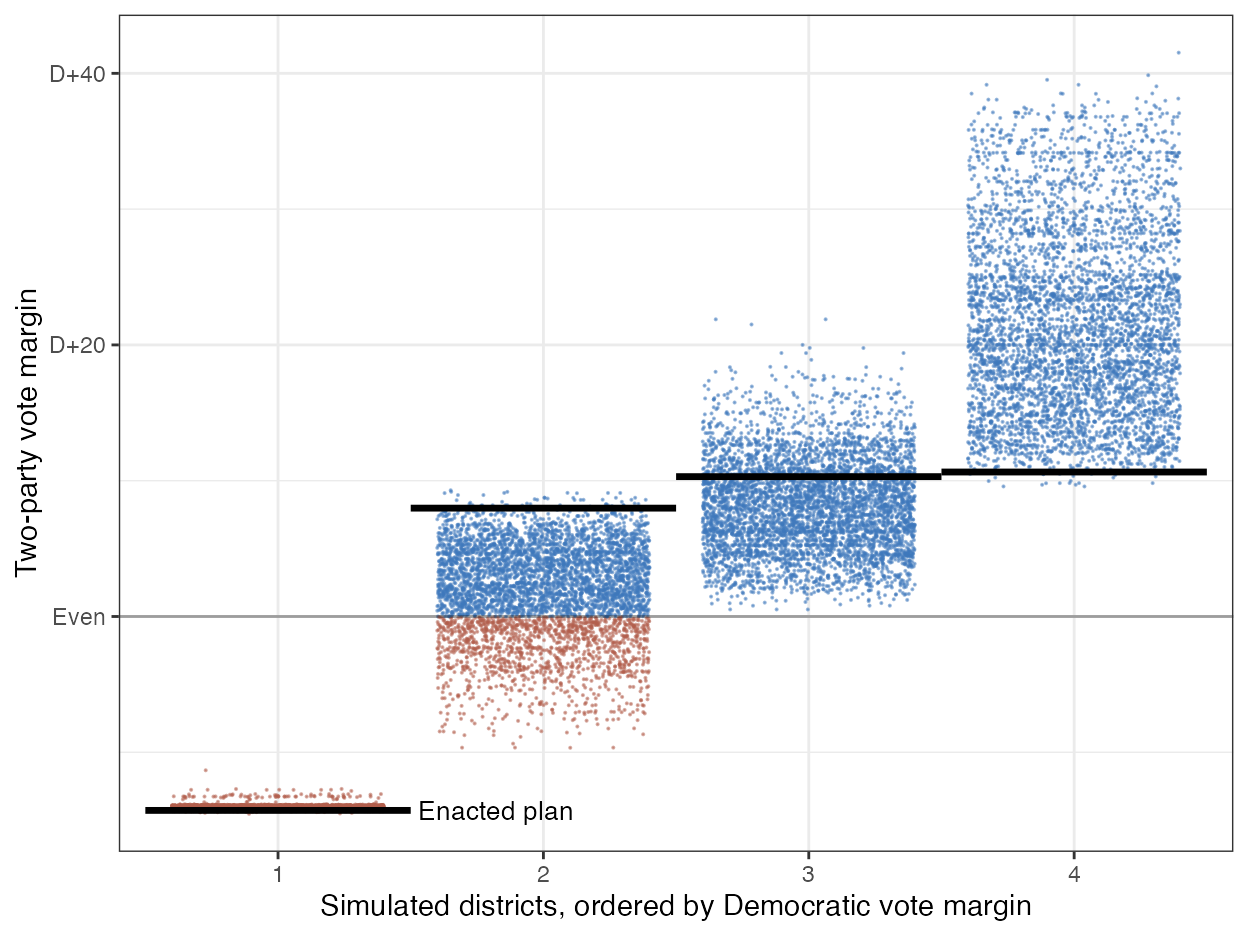 Two-party vote margin
D+40
D+20
Even
Enacted plan
1
2
3
4
Simulated districts, ordered by Democratic vote margin